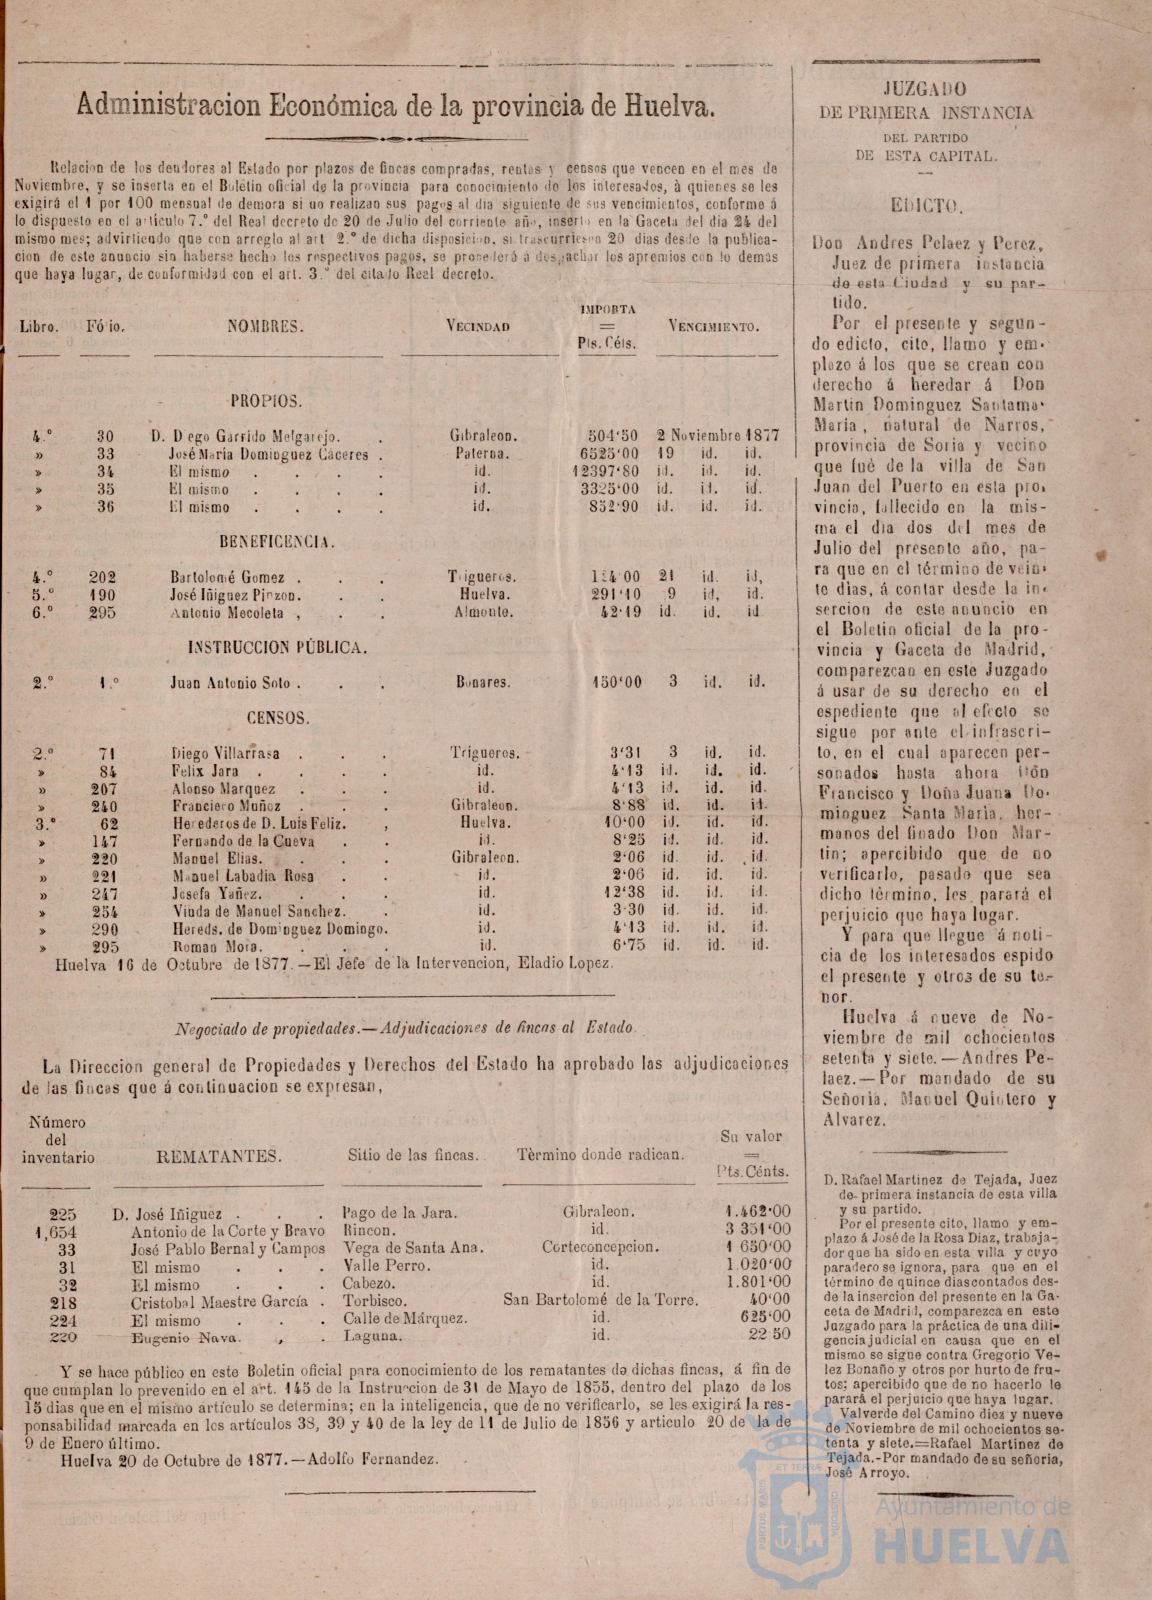 Administracion Económica de la provincia de Huelva.
Relacion de los deudores al Estado por plazos de fincas compradas, rentas y censos que vencen en el mes de
Noviembre, y se inserta en el Boletin oficial de la provincia para conocimiento de los interesados, à quienes se les
exigirá el 1 por 100 mensual de demora si no realizan sus pagos al dia siguiente de sus vencimientos, conforme á
lo dispuesto en el artículo 7.º del Real decreto de 20 de Julio del corriente año, inserto en la Gaceta del dia 24 del
mismo mes; advirtiendo que con arreglo al art 2.º de dicha disposicion, si trascurriesen 20 dias desde la publica-
cion de este anuncio sin haberse hecho los respectivos pagos, se procederá á despachar los apremios con lo demás
que haya lugar, de conformidad con el art. 3.º del citado Real decreto.
Libro. Fólio. NOMBRES. VECINDAD IMPORTA = Pts. Céts. VENCIMIENTO.
PROPIOS.
4.º 30 D. Diego Garrido Melgarejo. . Gibraleon. 504'50 2 Noviembre 1877
» 33 José Maria Dominguez Cáceres . Paterna. 6525'00 19 id. id.
» 34 El mismo . . . . id. 12397'80 id. id. id.
» 35 El mismo . . . . id. 3325'00 id. id. id.
» 36 El mismo . . . . id. 852'90 id. id. id.
BENEFICENCIA.
4.º 202 Bartolomé Gomez . . . Trigueros. 124'00 21 id. id,
5.º 190 José Iñiguez Pinzon. . . Huelva. 291'10 9 id, id.
6.º 295 Antonio Mecoleta , . . Almonte. 42'19 id. id. id
INSTRUCCION PÚBLICA.
2.º 1.º Juan Antonio Soto . . . Bonares. 150'00 3 id. id.
CENSOS.
2.º 71 Diego Villarrasa . . . Trigueros. 3'31 3 id. id.
» 84 Felix Jara . . . . id. 4'13 id. id. id.
» 207 Alonso Marquez . . . id. 4'13 id. id. id.
» 240 Franciero Muñoz . . . Gibraleon. 8'88 id. id. id.
3.º 62 Herederos de D. Luis Feliz. , Huelva. 10'00 id. id. id.
» 147 Fernando de la Cueva . . id. 8'25 id. id. id.
» 220 Manuel Elias. . . . Gibraleon. 2'06 id. id. id.
» 221 Manuel Labadia Rosa . . id. 2'06 id. id. id.
» 247 Josefa Yañez. . . . id. 12'38 id. id. id.
» 254 Viuda de Manuel Sanchez. . id. 3'30 id. id. id.
» 290 Hereds. de Dominguez Domingo. id. 4'13 id. id. id.
» 295 Roman Mora. . . . id. 6'75 id. id. id.
Huelva 16 de Octubre de 1877.—El Jefe de la Intervencion, Eladio Lopez.
Negociado de propiedades.—Adjudicaciones de fincas al Estado.
La Direccion general de Propiedades y Derechos del Estado ha aprobado las adjudicaciones
de las fincas que á continuacion se expresan,
Número del inventario REMATANTES. Sitio de las fincas. Tèrmino donde radican. Su valor = Pts. Cénts.
225 D. José Iñiguez . . . Pago de la Jara. Gibraleon. 1.462'00
1,654 Antonio de la Corte y Bravo Rincon. id. 3 351'00
33 José Pablo Bernal y Campos Vega de Santa Ana. Corteconcepcion. 1 650'00
31 El mismo . . . Valle Perro. id. 1.020'00
32 El mismo . . . Cabezo. id. 1.801'00
218 Cristobal Maestre García . Torbisco. San Bartolomé de la Torre. 40'00
224 El mismo . . . Calle de Márquez. id. 625'00
220 Eugenio Nava. , . Laguna. id. 22 50
Y se hace público en este Boletin oficial para conocimiento de los rematantes de dichas fincas, á fin de
que cumplan lo prevenido en el art. 145 de la Instruccion de 31 de Mayo de 1855, dentro del plazo de los
15 dias que en el mismo artículo se determina; en la inteligencia, que de no verificarlo, se les exigirá la res-
ponsabilidad marcada en los artículos 38, 39 y 40 de la ley de 11 de Julio de 1856 y articulo 20 de la de
9 de Enero último.
Huelva 20 de Octubre de 1877.—Adolfo Fernandez.
JUZGADO
DE PRIMERA INSTANCIA
DEL PARTIDO
DE ESTA CAPITAL.
EDICTO.
Don Andres Pelaez y Perez,
Juez de primera instancia
de esta Ciudad y su par-
tido.
Por el presente y segun-
do edicto, cito, llamo y em-
plazo á los que se crean con
derecho á heredar á Don
Martin Dominguez Santama-
Maria, natural de Narros,
provincia de Soria y vecino
que fué de la villa de San
Juan del Puerto en esta pro-
vincia, fallecido en la mis-
ma el dia dos del mes de
Julio del presente año, pa-
ra que en el término de vein-
te dias, á contar desde la in-
sercion de este anuncio en
el Boletin oficial de la pro-
vincia y Gaceta de Madrid,
comparezcan en este Juzgado
á usar de su derecho en el
espediente que al efecto se
sigue por ante el infrascri-
to, en el cual aparecen per-
sonados hasta ahora Don
Francisco y Doña Juana Do-
minguez Santa Maria, her-
manos del finado Don Mar-
tin; apercibido que de no
verificarlo, pasado que sea
dicho término, les parará el
perjuicio que haya lugar.
Y para que llegue á noti-
cia de los interesados espido
el presente y otros de su te-
nor.
Huelva á nueve de No-
viembre de mil ochocientos
setenta y siete.—Andres Pe-
laez.—Por mandado de su
Señoria, Manuel Quintero y
Alvarez.
D. Rafael Martinez de Tejada, Juez
de primera instancia de esta villa
y su partido.
Por el presente cito, llamo y em-
plazo á José de la Rosa Diaz, trabaja-
dor que ha sido en esta villa y cuyo
paradero se ignora, para que en el
término de quince dias contados des-
de la insercion del presente en la Ga-
ceta de Madrid, comparezca en este
Juzgado para la práctica de una dili-
gencia judicial en causa que en el
mismo se sigue contra Gregorio Ve-
lez Bonaño y otros por hurto de fru-
tos; apercibido que de no hacerlo le
parará el perjuicio que haya lugar.
Valverde del Camino diez y nueve
de Noviembre de mil ochocientos se-
tenta y siete.=Rafael Martinez de
Tejada.-Por mandado de su señoria,
José Arroyo.
PORTUS MARIS ET TERRÆ CUSTODIA
Ayuntamiento de
HUELVA